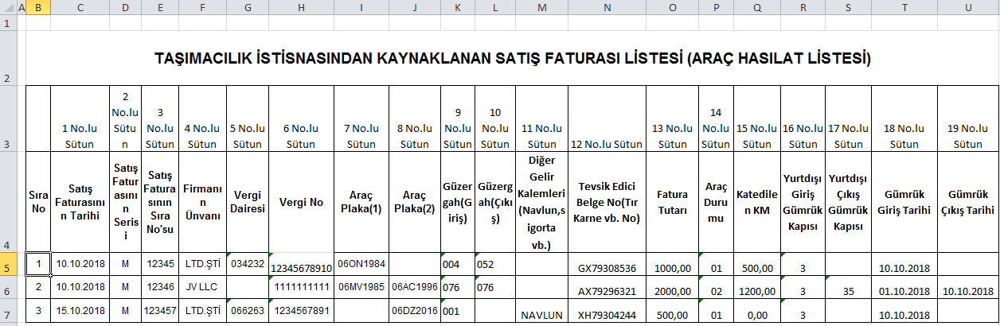 A B C D E F G H I J K L M N O P Q R S T U
1
2 TAŞIMACILIK İSTİSNASINDAN KAYNAKLANAN SATIŞ FATURASI LİSTESİ (ARAÇ HASILAT LİSTESİ)
3 1 No.lu Sütun 2 No.lu Sütun 3 No.lu Sütun 4 No.lu Sütun 5 No.lu Sütun 6 No.lu Sütun 7 No.lu Sütun 8 No.lu Sütun 9 No.lu Sütun 10 No.lu Sütun 11 No.lu Sütun 12 No.lu Sütun 13 No.lu Sütun 14 No.lu Sütun 15 No.lu Sütun 16 No.lu Sütun 17 No.lu Sütun 18 No.lu Sütun 19 No.lu Sütun
4 Sıra No Satış Faturasının Tarihi Satış Faturasının Serisi Satış Faturasının Sıra No'su Firmanın Ünvanı Vergi Dairesi Vergi No Araç Plaka(1) Araç Plaka(2) Güzergah(Giriş) Güzergah(Çıkış) Diğer Gelir Kalemleri (Navlun,sigorta vb.) Tevsik Edici Belge No(Tır Karne vb. No) Fatura Tutarı Araç Durumu Katedilen KM Yurtdışı Giriş Gümrük Kapısı Yurtdışı Çıkış Gümrük Kapısı Gümrük Giriş Tarihi Gümrük Çıkış Tarihi
5 1 10.10.2018 M 12345 LTD.ŞTİ 034232 12345678910 06ON1984 004 052 GX79308536 1000,00 01 500,00 3 10.10.2018
6 2 10.10.2018 M 12346 JV LLC 1111111111 06MV1985 06AC1996 076 076 AX79296321 2000,00 02 1200,00 3 35 01.10.2018 10.10.2018
7 3 15.10.2018 M 123457 LTD.ŞTİ 066263 1234567891 06DZ2016 001 NAVLUN XH79304244 500,00 01 0,00 3 10.10.2018